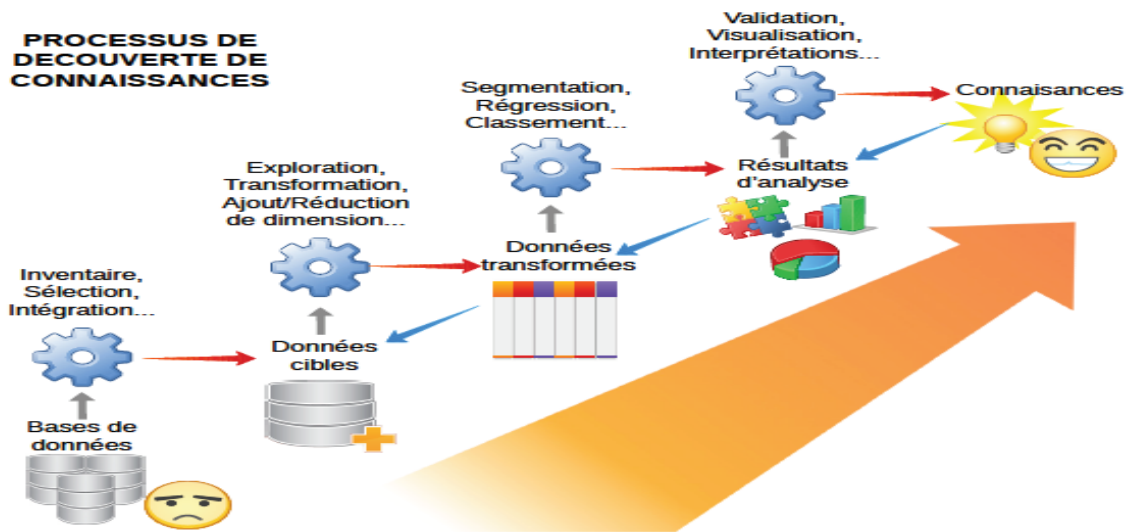 PROCESSUS DE
DECOUVERTE DE
CONNAISSANCES
Validation,
Visualisation,
Interprétations...
Segmentation,
Régression,
Classement...
Connaisances
Exploration,
Transformation,
Ajout/Réduction
de dimension...
Résultats
d'analyse
Données
transformées
Inventaire,
Sélection,
Intégration...
Données
cibles
Bases de
données